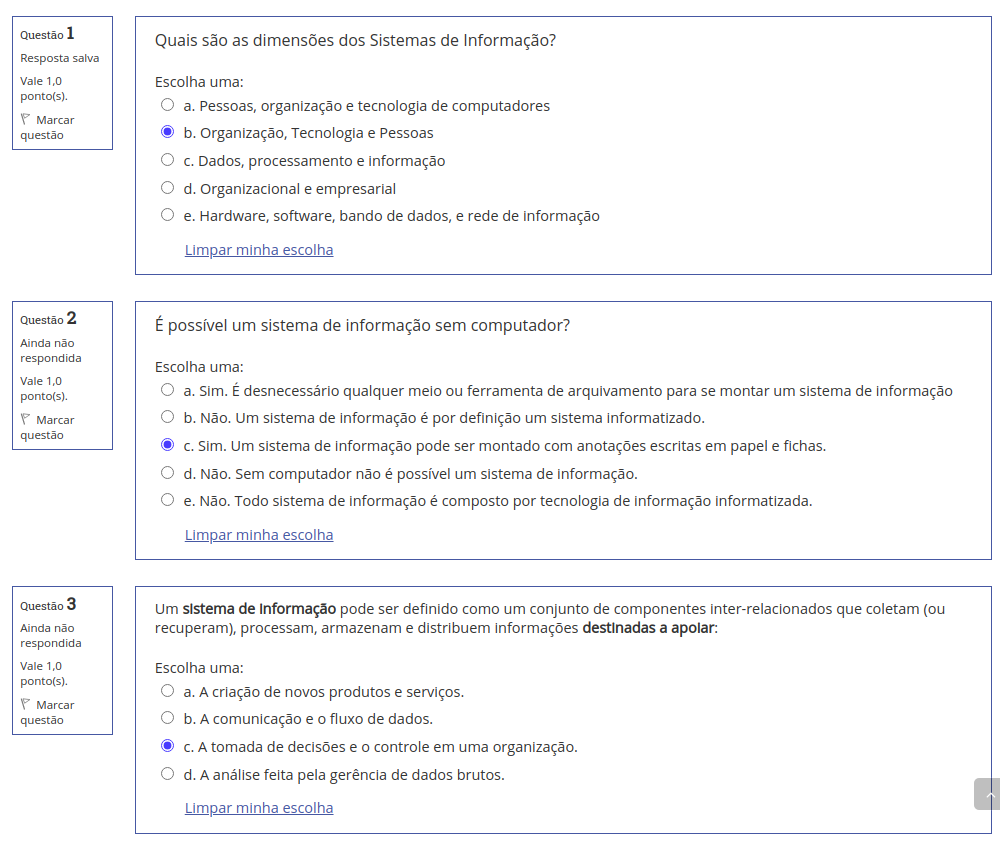 Questão 1
Resposta salva
Vale 1,0
ponto(s).
Marcar
questão
Quais são as dimensões dos Sistemas de Informação?
Escolha uma:
a. Pessoas, organização e tecnologia de computadores
b. Organização, Tecnologia e Pessoas
c. Dados, processamento e informação
d. Organizacional e empresarial
e. Hardware, software, bando de dados, e rede de informação
Limpar minha escolha
Questão 2
Ainda não
respondida
Vale 1,0
ponto(s).
Marcar
questão
É possível um sistema de informação sem computador?
Escolha uma:
a. Sim. É desnecessário qualquer meio ou ferramenta de arquivamento para se montar um sistema de informação
b. Não. Um sistema de informação é por definição um sistema informatizado.
c. Sim. Um sistema de informação pode ser montado com anotações escritas em papel e fichas.
d. Não. Sem computador não é possível um sistema de informação.
e. Não. Todo sistema de informação é composto por tecnologia de informação informatizada.
Limpar minha escolha
Questão 3
Ainda não
respondida
Vale 1,0
ponto(s).
Marcar
questão
Um sistema de informação pode ser definido como um conjunto de componentes inter-relacionados que coletam (ou
recuperam), processam, armazenam e distribuem informações destinadas a apoiar:
Escolha uma:
a. A criação de novos produtos e serviços.
b. A comunicação e o fluxo de dados.
c. A tomada de decisões e o controle em uma organização.
d. A análise feita pela gerência de dados brutos.
Limpar minha escolha